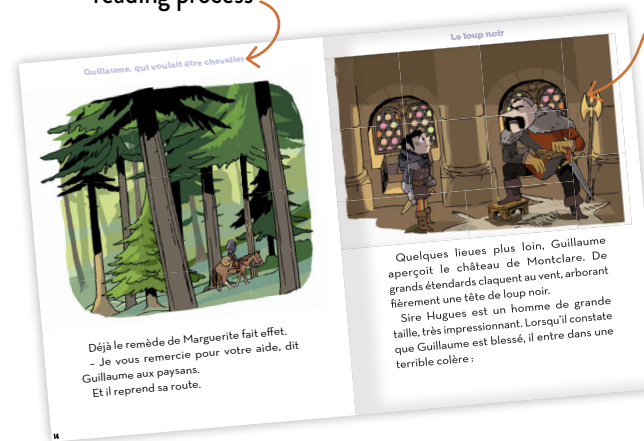 reading process
Guillaume, qui voulait être chevalier
Déjà le remède de Marguerite fait effet.
– Je vous remercie pour votre aide, dit
Guillaume aux paysans.
Et il reprend sa route.
14
Le loup noir
Quelques lieues plus loin, Guillaume
aperçoit le château de Montclare. De
grands étendards claquent au vent, arborant
fièrement une tête de loup noir.
Sire Hugues est un homme de grande
taille, très impressionnant. Lorsqu'il constate
que Guillaume est blessé, il entre dans une
terrible colère :